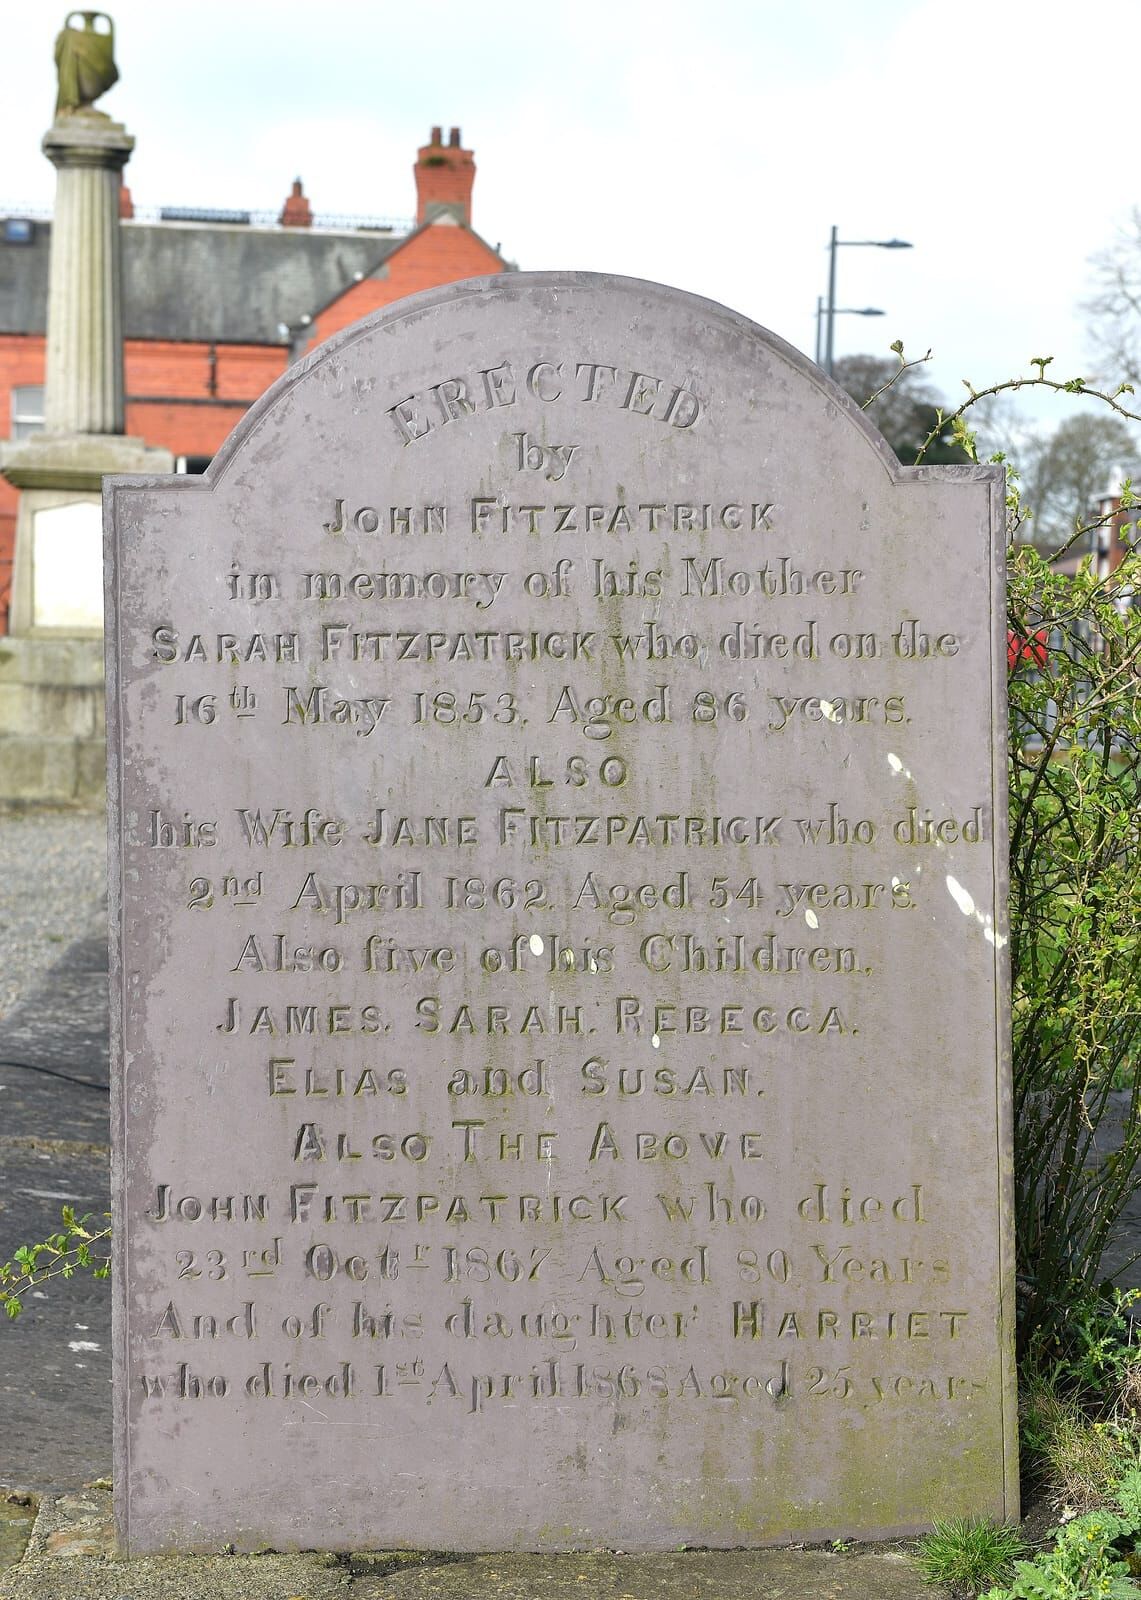 ERECTED
by
JOHN FITZPATRICK
in memory of his Mother
SARAH FITZPATRICK who died on the
16th May 1853. Aged 86 years.
ALSO
his Wife JANE FITZPATRICK who died
2nd April 1862. Aged 54 years.
Also five of his Children,
JAMES. SARAH. REBECCA.
ELIAS and SUSAN.
ALSO THE ABOVE
JOHN FITZPATRICK who died
23rd Octr 1867 Aged 80 Years
And of his daughter HARRIET
who died 1st April 1868 Aged 25 years